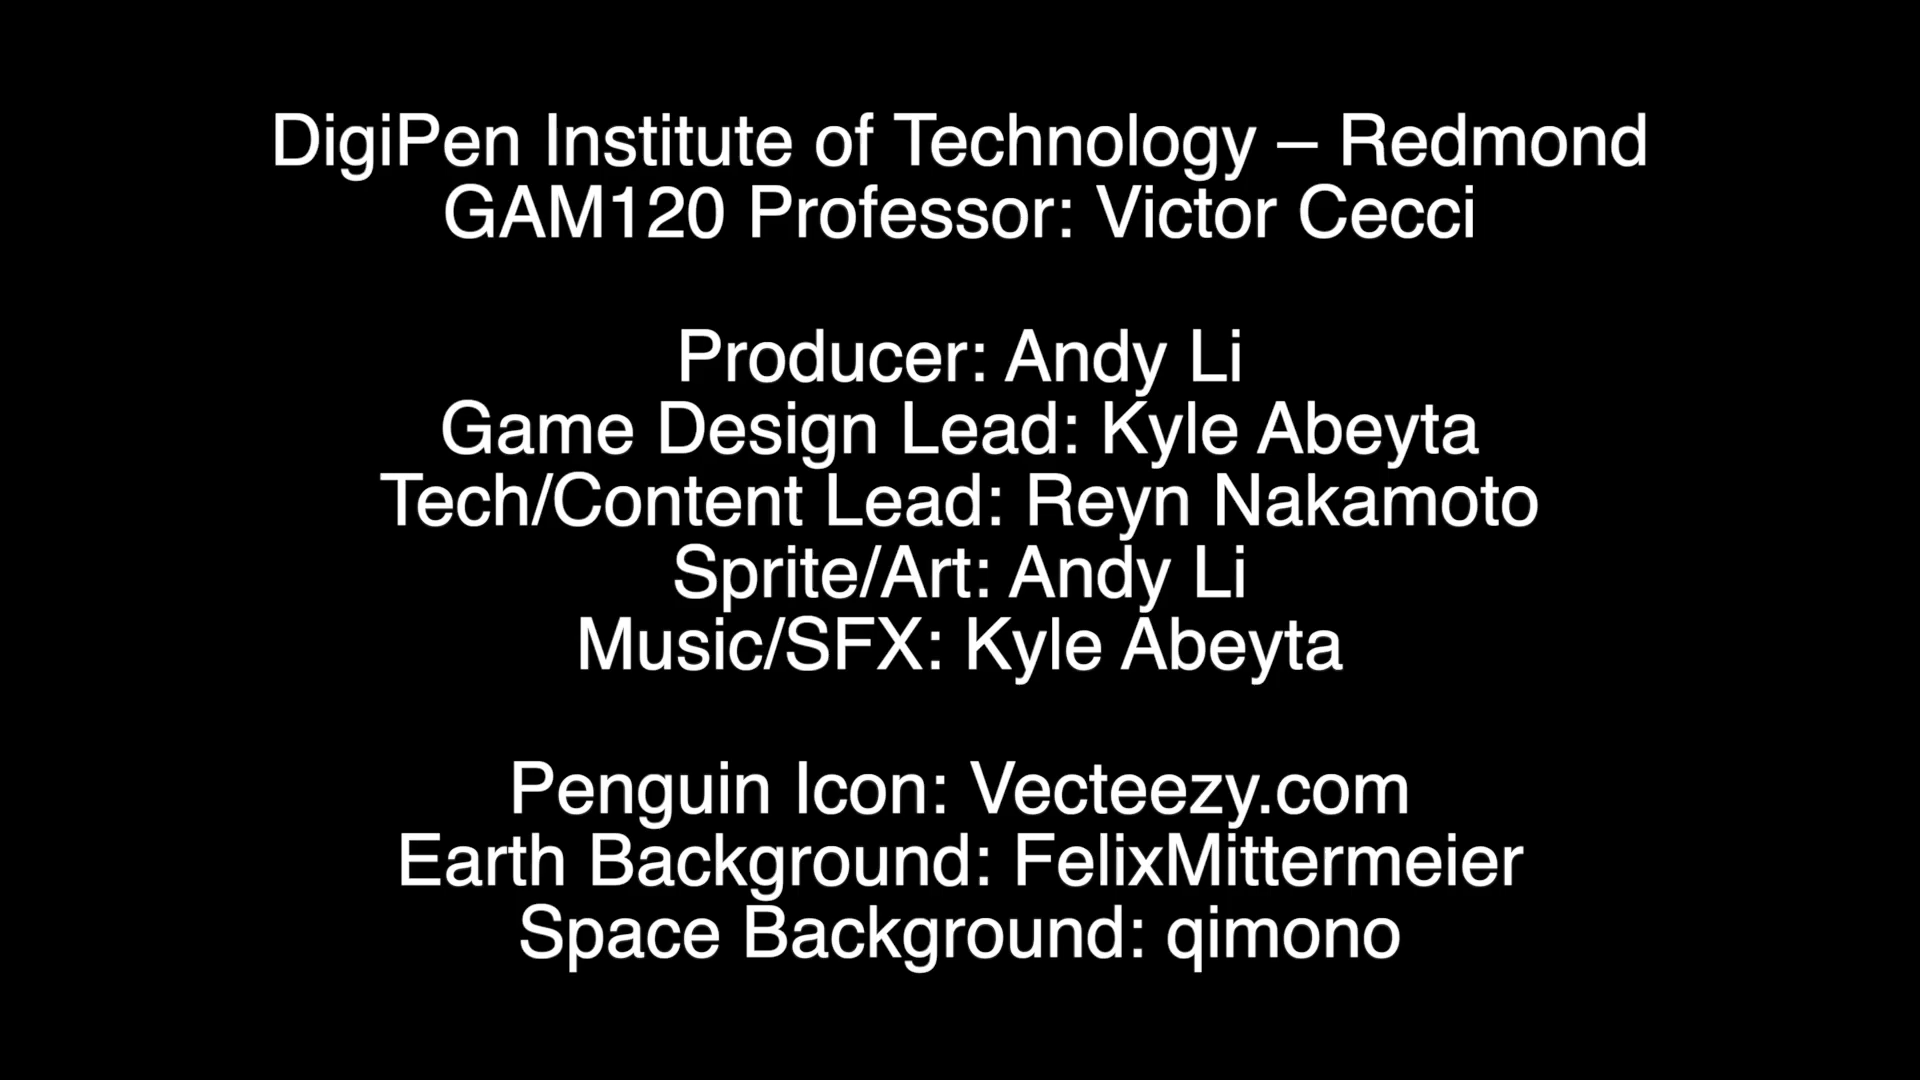 DigiPen Institute of Technology – Redmond
GAM120 Professor: Victor Cecci
Producer: Andy Li
Game Design Lead: Kyle Abeyta
Tech/Content Lead: Reyn Nakamoto
Sprite/Art: Andy Li
Music/SFX: Kyle Abeyta
Penguin Icon: Vecteezy.com
Earth Background: FelixMittermeier
Space Background: qimono